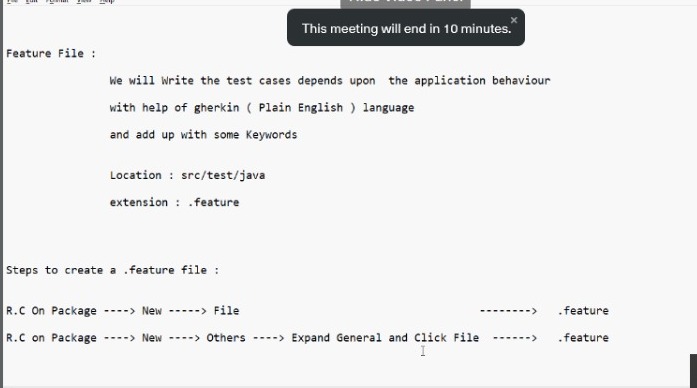 This meeting will end in 10 minutes.
Feature File :
We will Write the test cases depends upon the application behaviour
with help of gherkin ( Plain English ) language
and add up with some Keywords
Location : src/test/java
extension : .feature
Steps to create a .feature file :
R.C On Package ----> New -----> File --------> .feature
R.C on Package ----> New ----> Others ----> Expand General and Click File ------> .feature